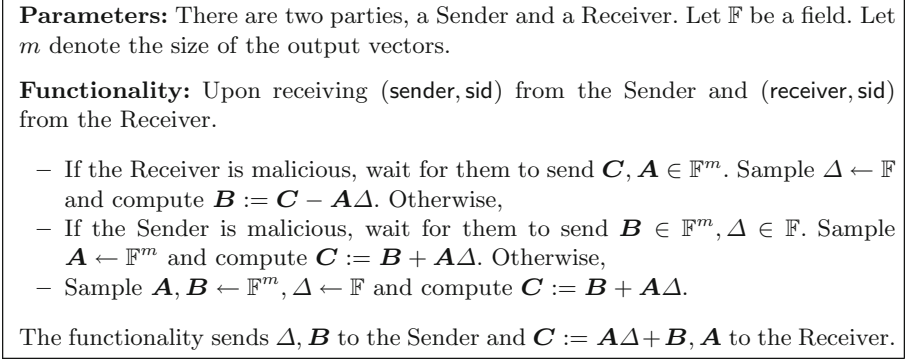 Parameters: There are two parties, a Sender and a Receiver. Let 𝔽 be a field. Let
m denote the size of the output vectors.
Functionality: Upon receiving (sender, sid) from the Sender and (receiver, sid)
from the Receiver.
– If the Receiver is malicious, wait for them to send C, A ∈ 𝔽^m. Sample Δ ← 𝔽
and compute B := C − AΔ. Otherwise,
– If the Sender is malicious, wait for them to send B ∈ 𝔽^m, Δ ∈ 𝔽. Sample
A ← 𝔽^m and compute C := B + AΔ. Otherwise,
– Sample A, B ← 𝔽^m, Δ ← 𝔽 and compute C := B + AΔ.
The functionality sends Δ, B to the Sender and C := AΔ+B, A to the Receiver.